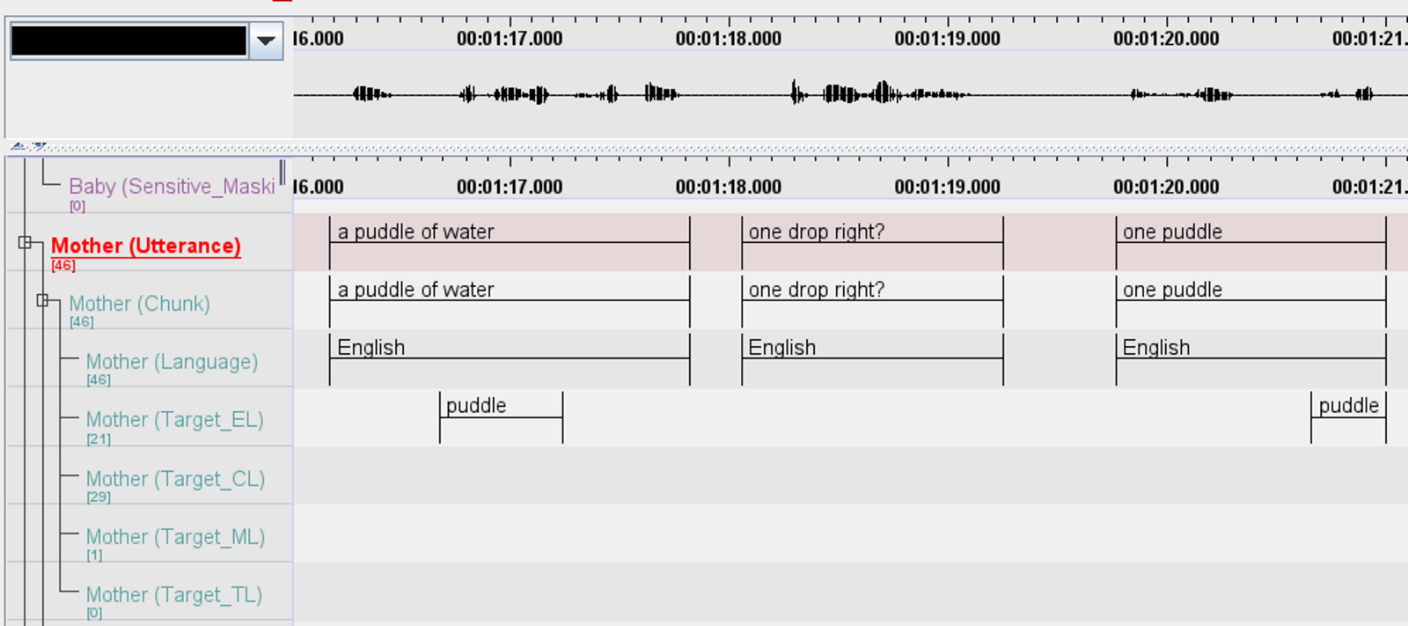 16.000 00:01:17.000 00:01:18.000 00:01:19.000 00:01:20.000 00:01:21.
Baby (Sensitive_Maski 16.000 00:01:17.000 00:01:18.000 00:01:19.000 00:01:20.000 00:01:21.
[0]
Mother (Utterance) a puddle of water one drop right? one puddle
[46]
Mother (Chunk) a puddle of water one drop right? one puddle
[46]
Mother (Language) English English English
[46]
Mother (Target_EL) puddle puddle
[21]
Mother (Target_CL)
[29]
Mother (Target_ML)
[1]
Mother (Target_TL)
[0]